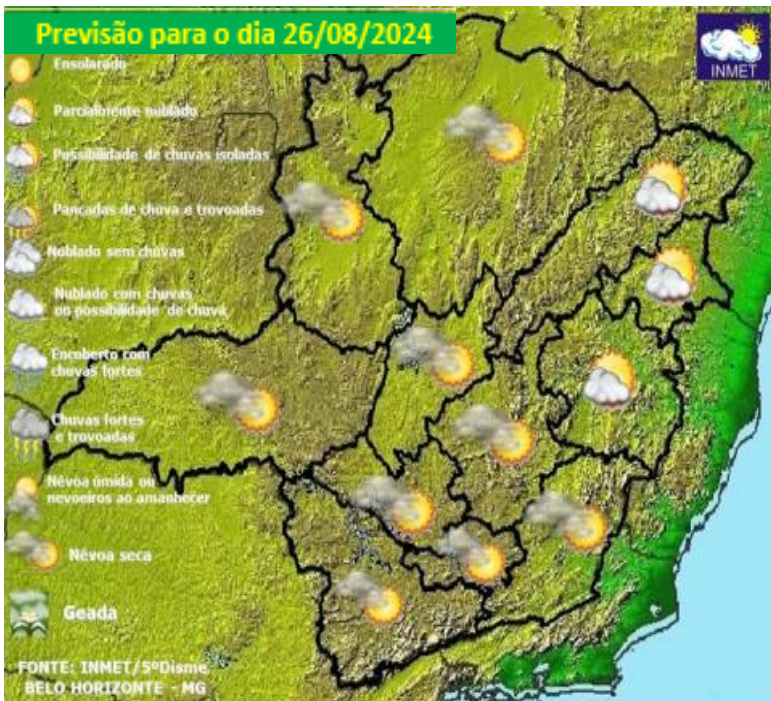 Previsão para o dia 26/08/2024
INMET
Ensolarado
Parcialmente nublado
Possibilidade de chuvas isoladas
Pancadas de chuva e trovoadas
Noblado sem chuvas
Nublado com chuvas
ou possibilidade de chuva
Encoberto com
chuvas fortes
Chuvas fortes
e trovoadas
Névoa úmida ou
nevoeiros ao amanhecer
Névoa seca
Geada
FONTE: INMET/5ºDisme
BELO HORIZONTE - MG